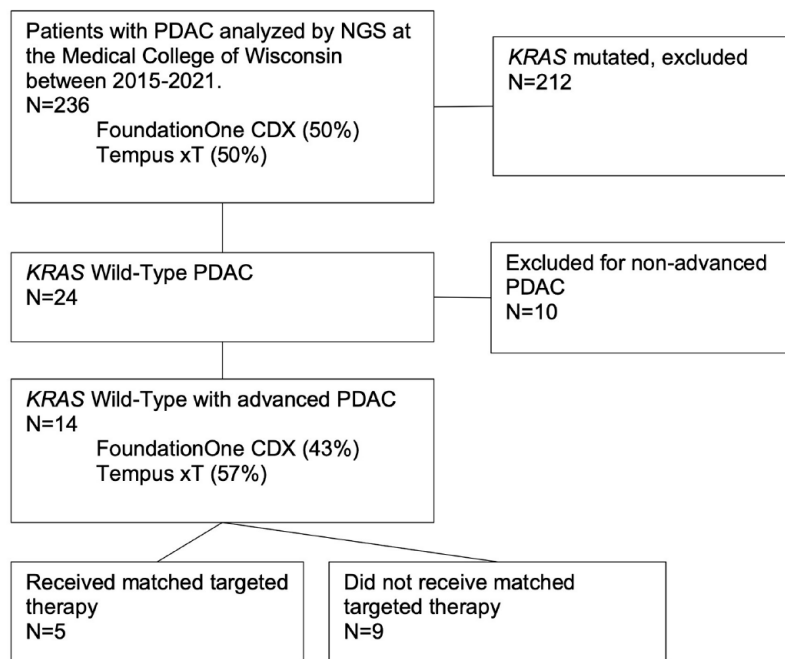 Patients with PDAC analyzed by NGS at
the Medical College of Wisconsin
between 2015-2021.
N=236
FoundationOne CDX (50%)
Tempus xT (50%)
KRAS mutated, excluded
N=212
KRAS Wild-Type PDAC
N=24
Excluded for non-advanced
PDAC
N=10
KRAS Wild-Type with advanced PDAC
N=14
FoundationOne CDX (43%)
Tempus xT (57%)
Received matched targeted
therapy
N=5
Did not receive matched
targeted therapy
N=9